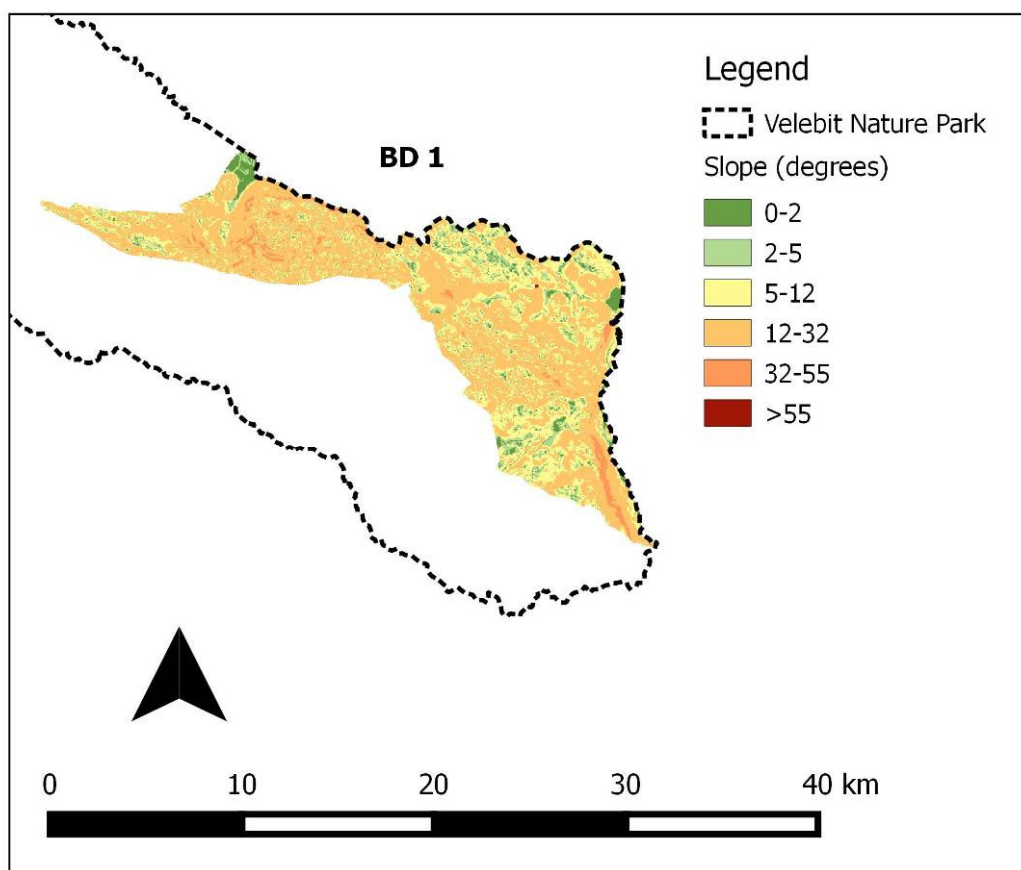 BD 1
Legend
Velebit Nature Park
Slope (degrees)
0-2
2-5
5-12
12-32
32-55
>55
0 10 20 30 40 km